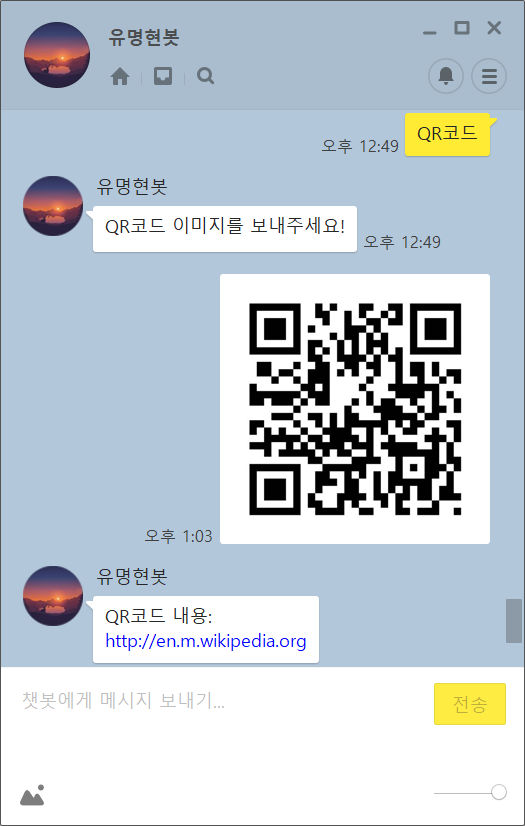 유명현봇
QR코드
오후 12:49
유명현봇
QR코드 이미지를 보내주세요!
오후 12:49
오후 1:03
유명현봇
QR코드 내용:
http://en.m.wikipedia.org
챗봇에게 메시지 보내기...
전송